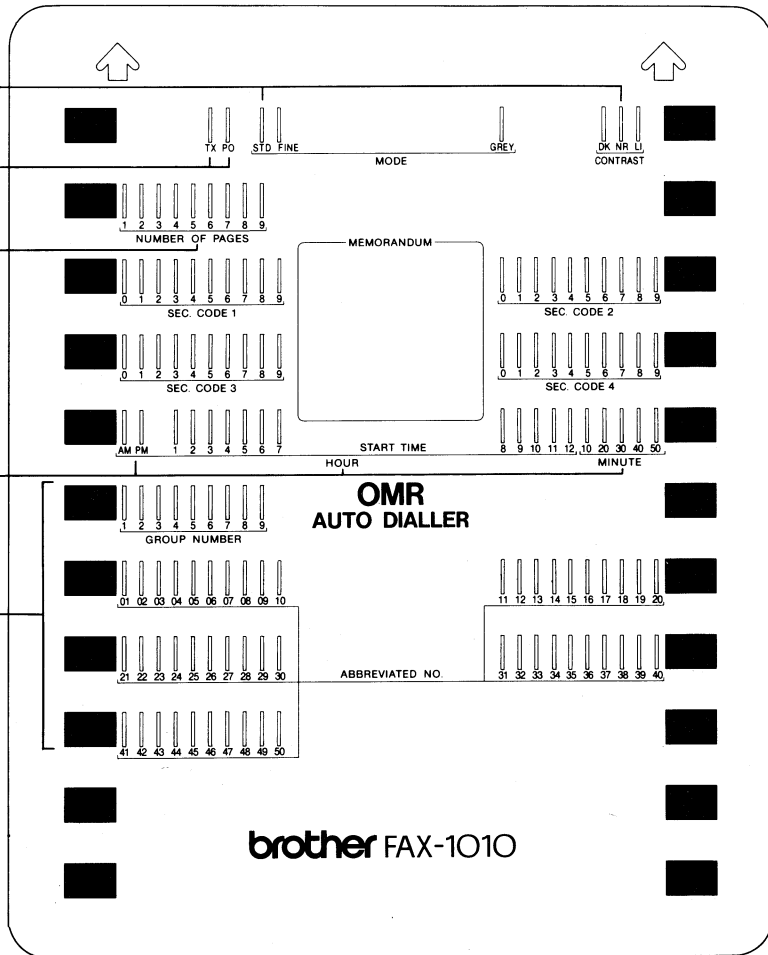 TX PO STD FINE GREY DK NR LI
MODE CONTRAST
1 2 3 4 5 6 7 8 9
NUMBER OF PAGES
MEMORANDUM
0 1 2 3 4 5 6 7 8 9 0 1 2 3 4 5 6 7 8 9
SEC. CODE 1 SEC. CODE 2
0 1 2 3 4 5 6 7 8 9 0 1 2 3 4 5 6 7 8 9
SEC. CODE 3 SEC. CODE 4
AM PM 1 2 3 4 5 6 7 START TIME 8 9 10 11 12 10 20 30 40 50
HOUR MINUTE
OMR
AUTO DIALLER
1 2 3 4 5 6 7 8 9
GROUP NUMBER
01 02 03 04 05 06 07 08 09 10 11 12 13 14 15 16 17 18 19 20
21 22 23 24 25 26 27 28 29 30 ABBREVIATED NO. 31 32 33 34 35 36 37 38 39 40
41 42 43 44 45 46 47 48 49 50
brother FAX-1010